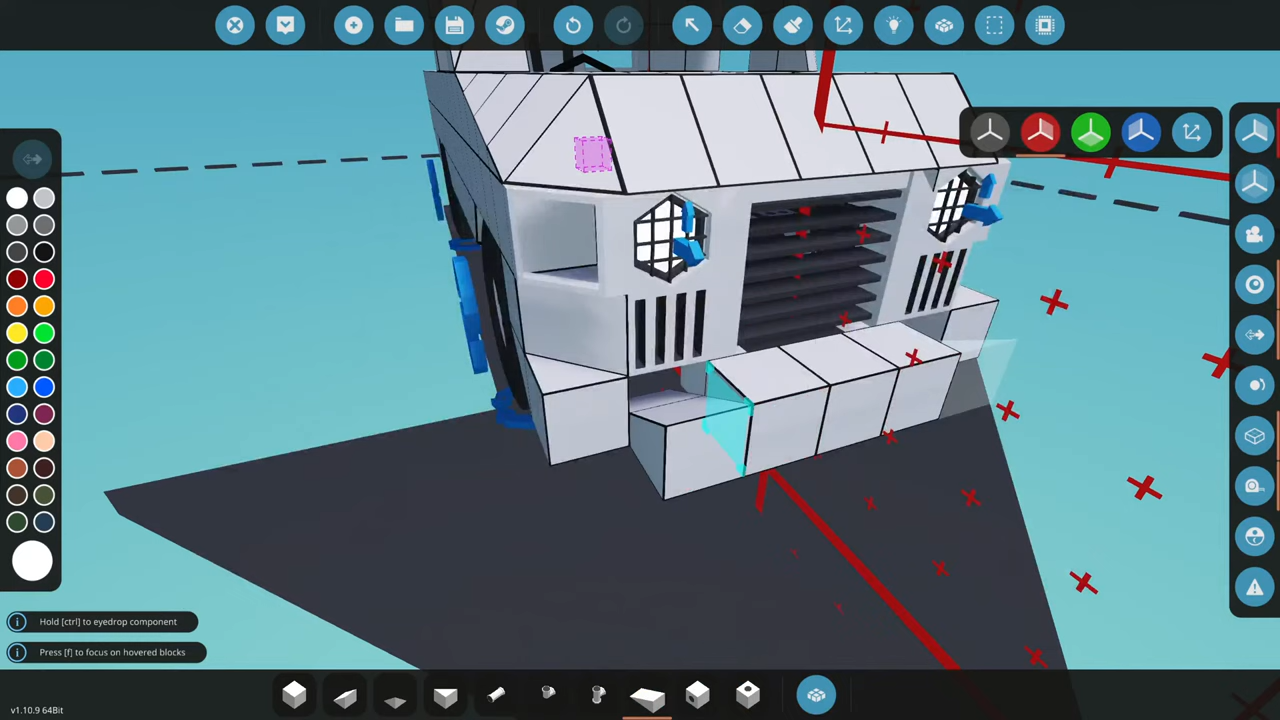 Hold [ctrl] to eyedrop component
Press [f] to focus on hovered blocks
v1.10.9 64Bit